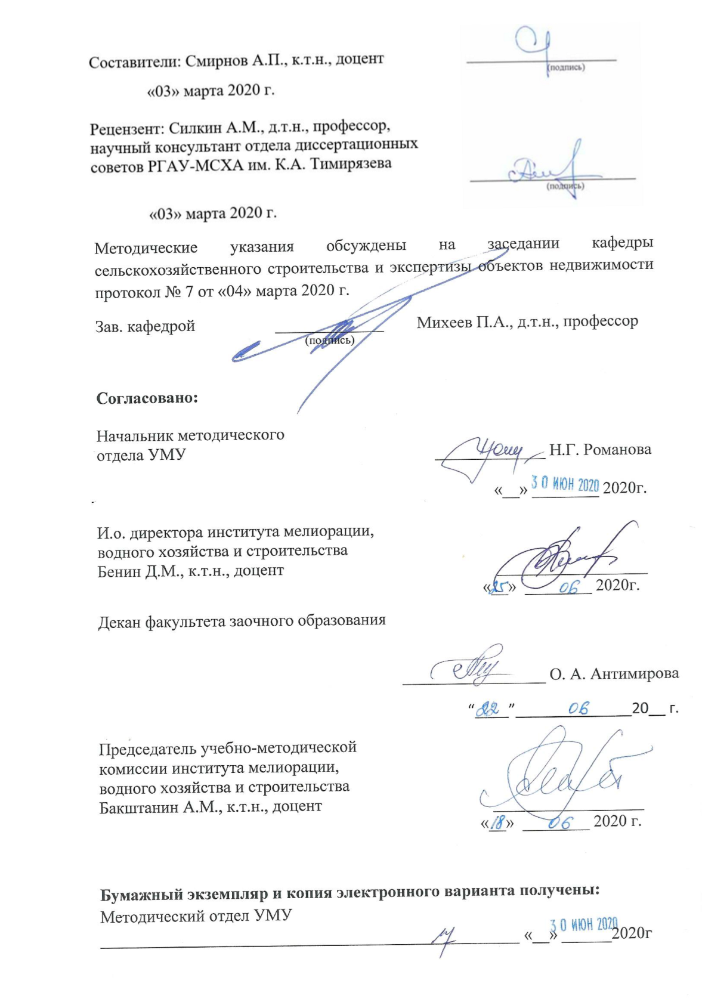 Составители: Смирнов А.П., к.т.н., доцент
(подпись)
«03» марта 2020 г.
Рецензент: Силкин А.М., д.т.н., профессор,
научный консультант отдела диссертационных
советов РГАУ-МСХА им. К.А. Тимирязева
(подпись)
«03» марта 2020 г.
Методические указания обсуждены на заседании кафедры
сельскохозяйственного строительства и экспертизы объектов недвижимости
протокол № 7 от «04» марта 2020 г.
Зав. кафедрой ____________ Михеев П.А., д.т.н., профессор
(подпись)
Согласовано:
Начальник методического
отдела УМУ ____________ Н.Г. Романова
«__» 30 ИЮН 2020 2020г.
И.о. директора института мелиорации,
водного хозяйства и строительства
Бенин Д.М., к.т.н., доцент
«25» 06 2020г.
Декан факультета заочного образования
____________ О. А. Антимирова
“22” 06 20__ г.
Председатель учебно-методической
комиссии института мелиорации,
водного хозяйства и строительства
Бакштанин А.М., к.т.н., доцент
«18» 06 2020 г.
Бумажный экземпляр и копия электронного варианта получены:
Методический отдел УМУ
____________ «__» 30 ИЮН 2020 2020г